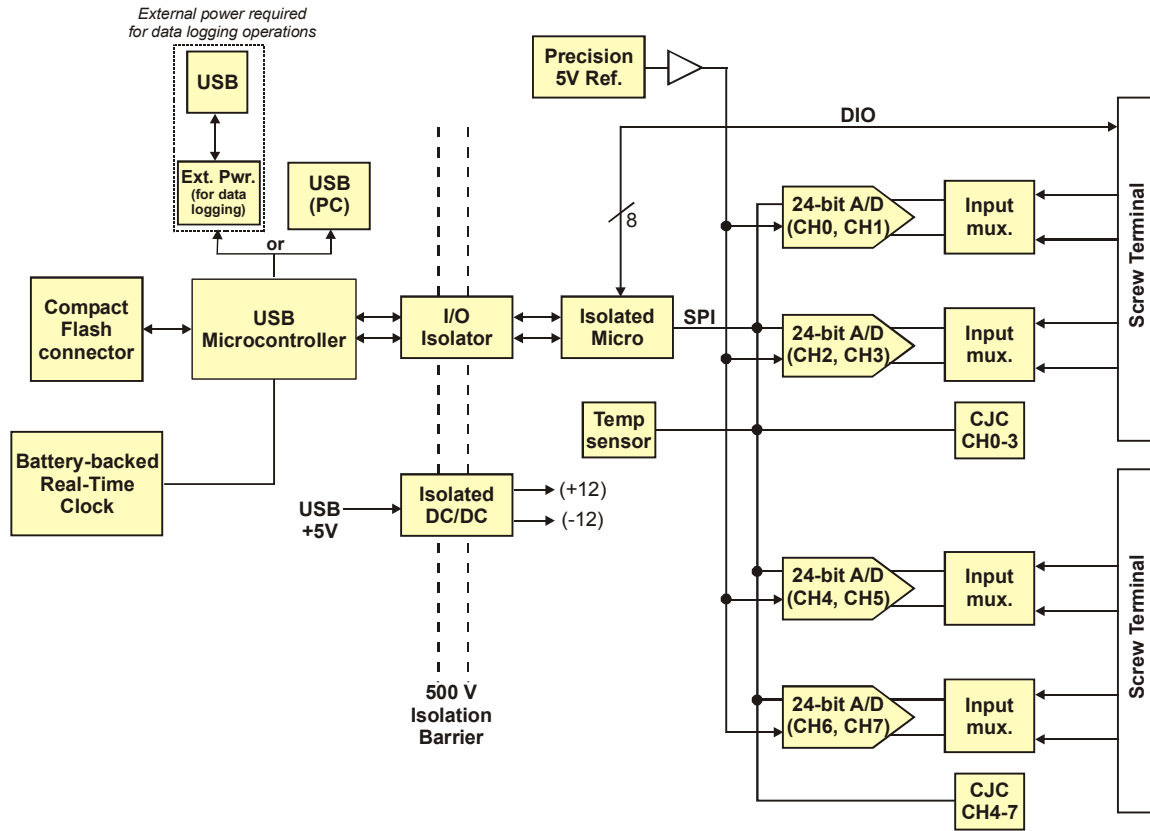 External power required
for data logging operations
USB
Ext. Pwr.
(for data
logging)
USB
(PC)
or
Compact
Flash
connector
USB
Microcontroller
Battery-backed
Real-Time
Clock
I/O
Isolator
Isolated
Micro
SPI
USB
+5V
Isolated
DC/DC
(+12)
(-12)
500 V
Isolation
Barrier
Precision
5V Ref.
DIO
8
Temp
sensor
24-bit A/D
(CH0, CH1)
Input
mux.
24-bit A/D
(CH2, CH3)
Input
mux.
CJC
CH0-3
Screw Terminal
24-bit A/D
(CH4, CH5)
Input
mux.
24-bit A/D
(CH6, CH7)
Input
mux.
CJC
CH4-7
Screw Terminal